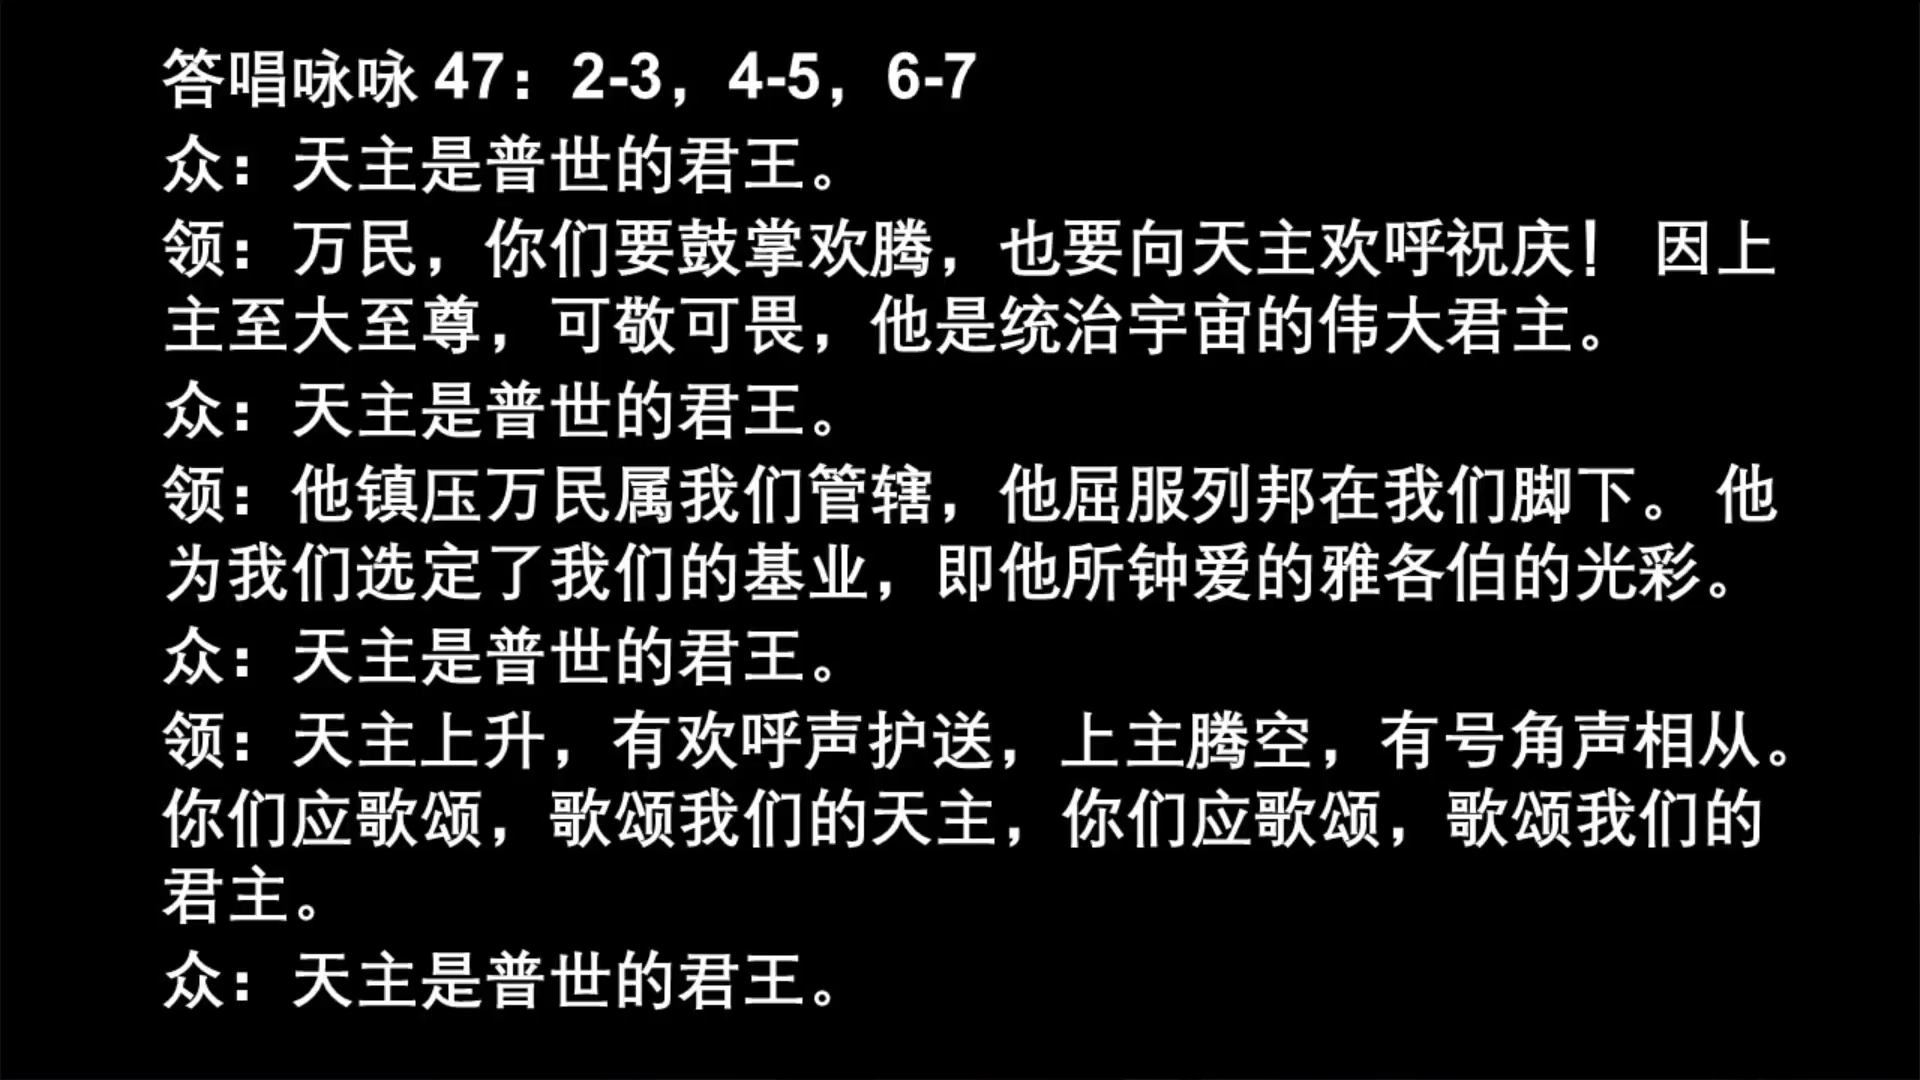 答唱咏咏 47：2-3，4-5，6-7
众：天主是普世的君王。
领：万民，你们要鼓掌欢腾，也要向天主欢呼祝庆！ 因上
主至大至尊，可敬可畏，他是统治宇宙的伟大君主。
众：天主是普世的君王。
领：他镇压万民属我们管辖，他屈服列邦在我们脚下。 他
为我们选定了我们的基业，即他所钟爱的雅各伯的光彩。
众：天主是普世的君王。
领：天主上升，有欢呼声护送，上主腾空，有号角声相从。
你们应歌颂，歌颂我们的天主，你们应歌颂，歌颂我们的
君主。
众：天主是普世的君王。